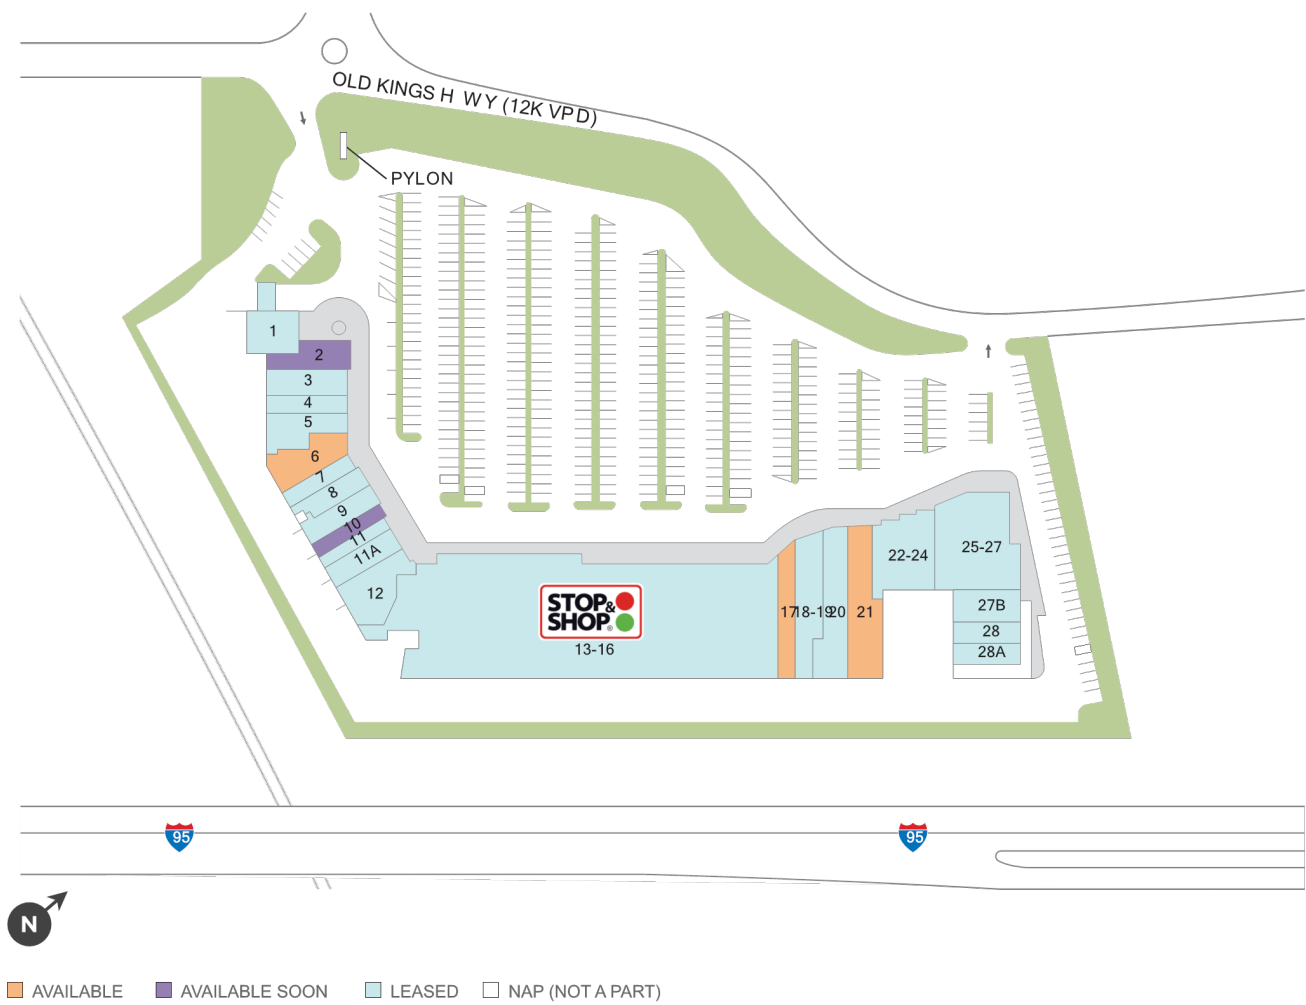 OLD KINGS H WY (12K VPD)
PYLON
1
2
3
4
5
6
7
8
9
10
11
11A
12
STOP&
SHOP®
13-16
17
18-19
20
21
22-24
25-27
27B
28
28A
95
95
N
AVAILABLE
AVAILABLE SOON
LEASED
NAP (NOT A PART)